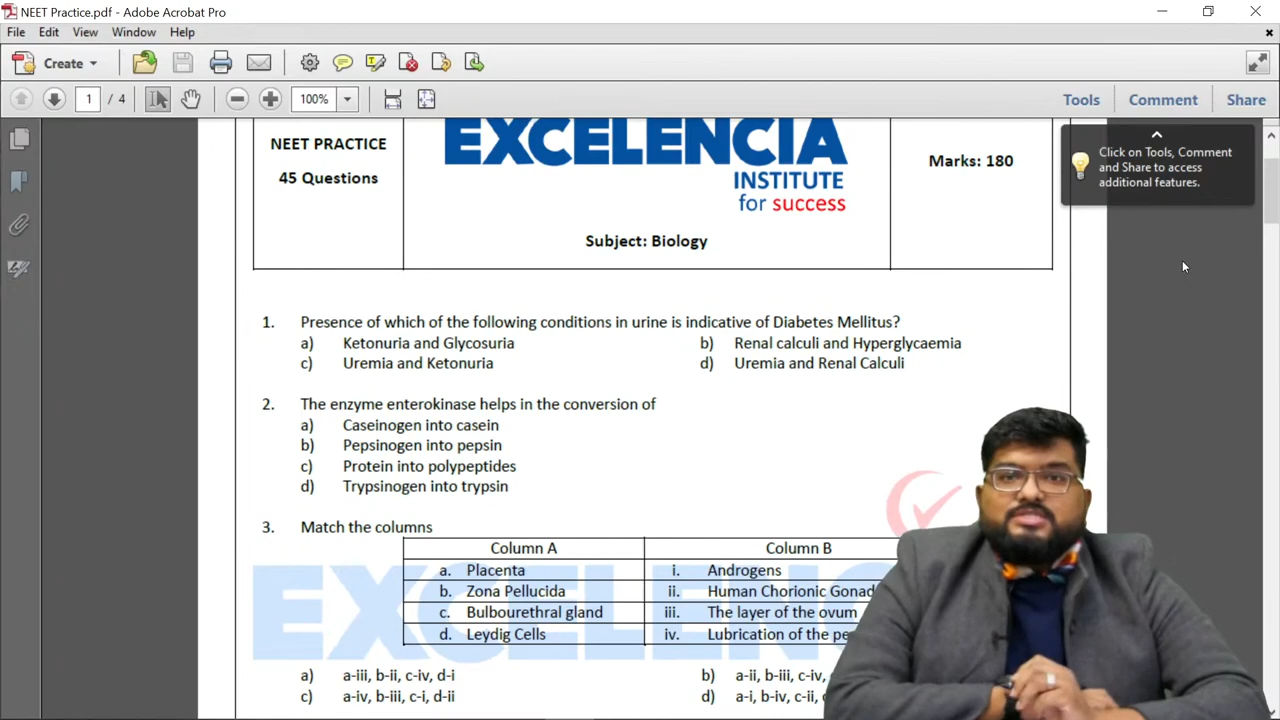 NEET Practice.pdf - Adobe Acrobat Pro
File Edit View Window Help
Create
1 / 4 100% Tools Comment Share
NEET PRACTICE
45 Questions
EXCELENCIA
INSTITUTE
for success
Subject: Biology
Marks: 180
Click on Tools, Comment
and Share to access
additional features.
1. Presence of which of the following conditions in urine is indicative of Diabetes Mellitus?
a) Ketonuria and Glycosuria b) Renal calculi and Hyperglycaemia
c) Uremia and Ketonuria d) Uremia and Renal Calculi
2. The enzyme enterokinase helps in the conversion of
a) Caseinogen into casein
b) Pepsinogen into pepsin
c) Protein into polypeptides
d) Trypsinogen into trypsin
3. Match the columns
Column A Column B
a. Placenta i. Androgens
b. Zona Pellucida ii. Human Chorionic Gonad
c. Bulbourethral gland iii. The layer of the ovum
d. Leydig Cells iv. Lubrication of the pe
EXCELENC
a) a-iii, b-ii, c-iv, d-i b) a-ii, b-iii, c-iv,
c) a-iv, b-iii, c-i, d-ii d) a-i, b-iv, c-ii,